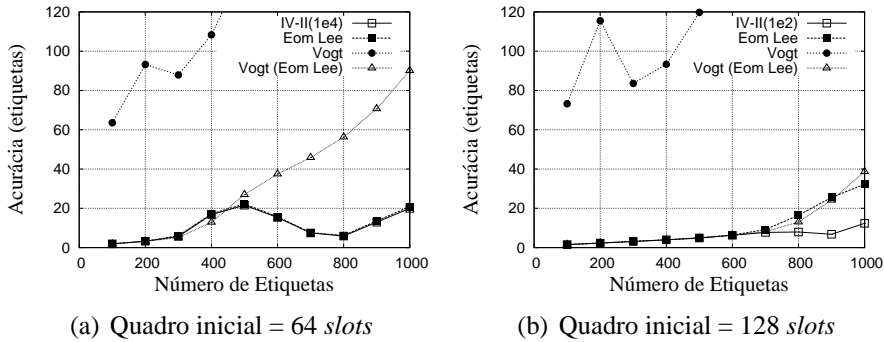 120
100
80
60
40
20
0
Acurácia (etiquetas)
IV-II(1e4)
Eom Lee
Vogt
Vogt (Eom Lee)
0 200 400 600 800 1000
Número de Etiquetas
(a) Quadro inicial = 64 slots
120
100
80
60
40
20
0
Acurácia (etiquetas)
IV-II(1e2)
Eom Lee
Vogt
Vogt (Eom Lee)
0 200 400 600 800 1000
Número de Etiquetas
(b) Quadro inicial = 128 slots